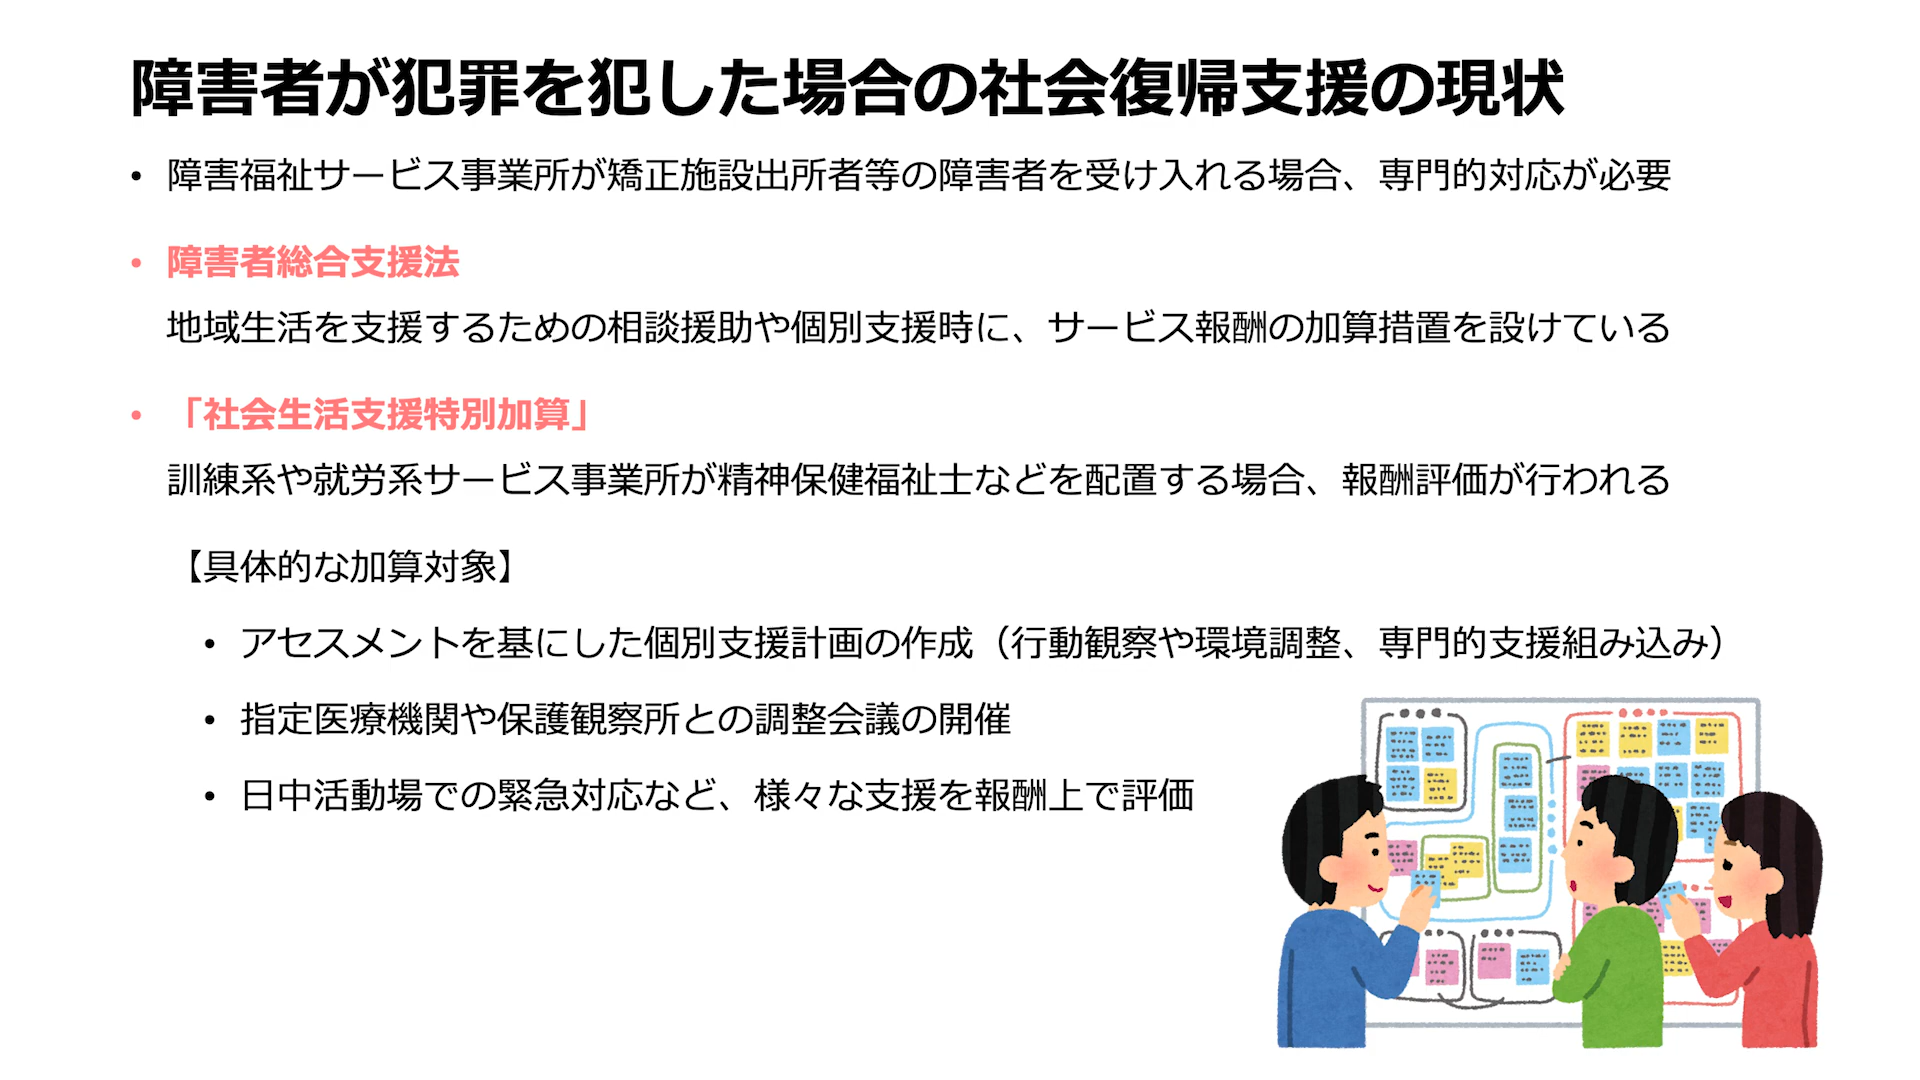 障害者が犯罪を犯した場合の社会復帰支援の現状
• 障害福祉サービス事業所が矯正施設出所者等の障害者を受け入れる場合、専門的対応が必要
• 障害者総合支援法
地域生活を支援するための相談援助や個別支援時に、サービス報酬の加算措置を設けている
• 「社会生活支援特別加算」
訓練系や就労系サービス事業所が精神保健福祉士などを配置する場合、報酬評価が行われる
【具体的な加算対象】
• アセスメントを基にした個別支援計画の作成（行動観察や環境調整、専門的支援組み込み）
• 指定医療機関や保護観察所との調整会議の開催
• 日中活動場での緊急対応など、様々な支援を報酬上で評価